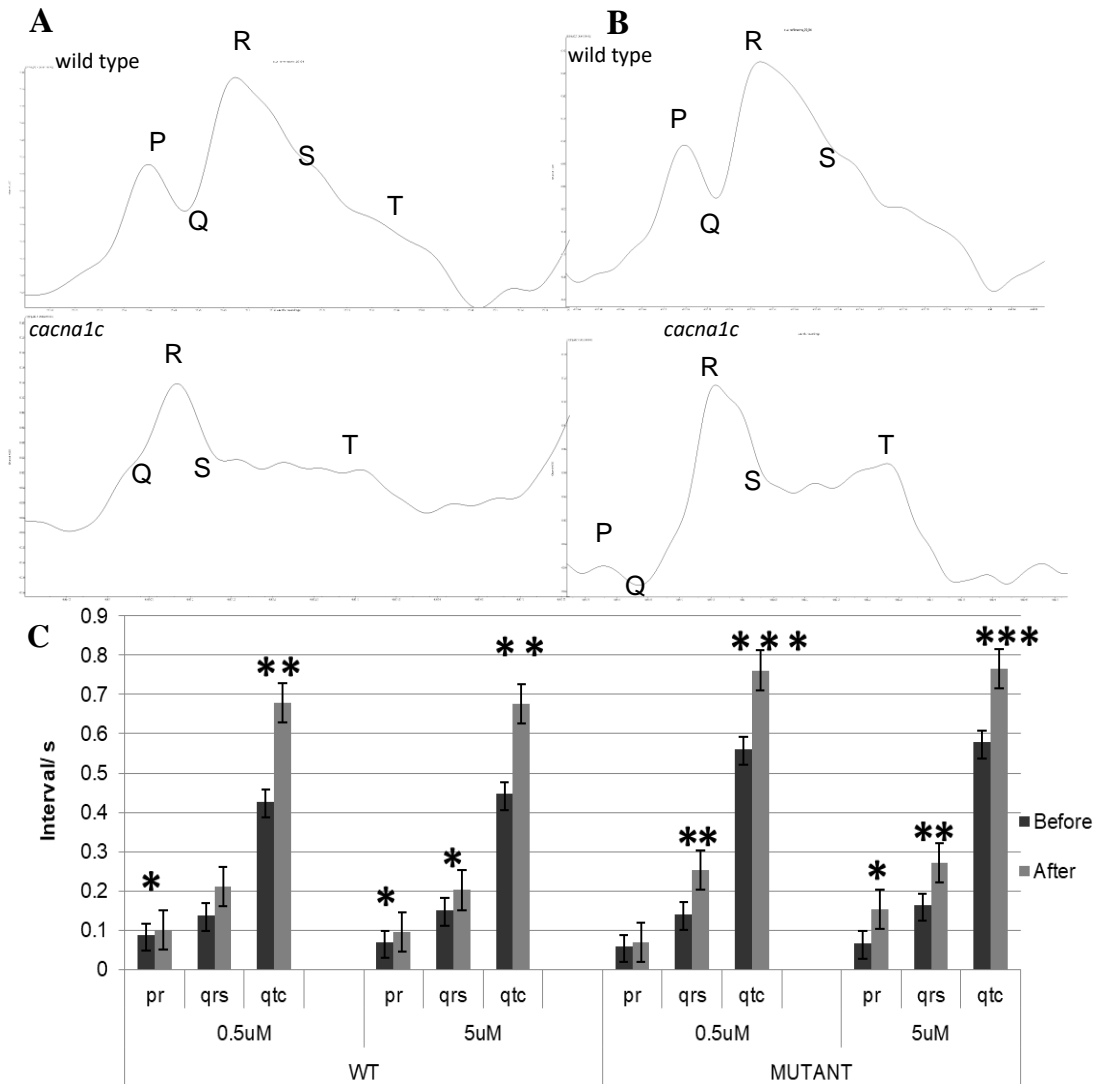 A
B
wild type
wild type
R
P
Q
S
T
R
P
Q
S
cacna1c
cacna1c
R
Q
S
T
R
P
Q
S
T
C
Interval/ s
0.9
0.8
0.7
0.6
0.5
0.4
0.3
0.2
0.1
0
* * * * * * * * * * * * * * * * *
Before
After
pr qrs qtc pr qrs qtc pr qrs qtc pr qrs qtc
0.5uM 5uM 0.5uM 5uM
WT MUTANT